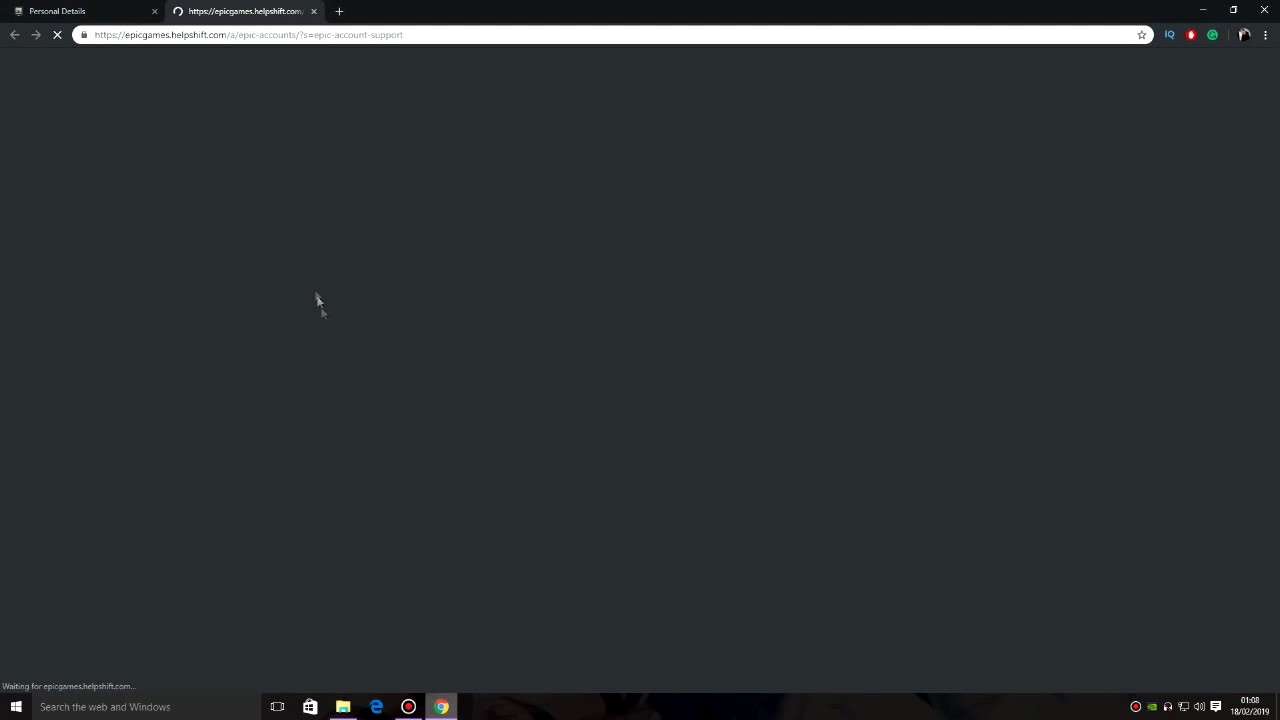 Personal Details
https://epicgames.helpshift.com/
https://epicgames.helpshift.com/a/epic-accounts/?s=epic-account-support
IQ
Waiting for epicgames.helpshift.com...
Search the web and Windows
01:08
18/02/2019